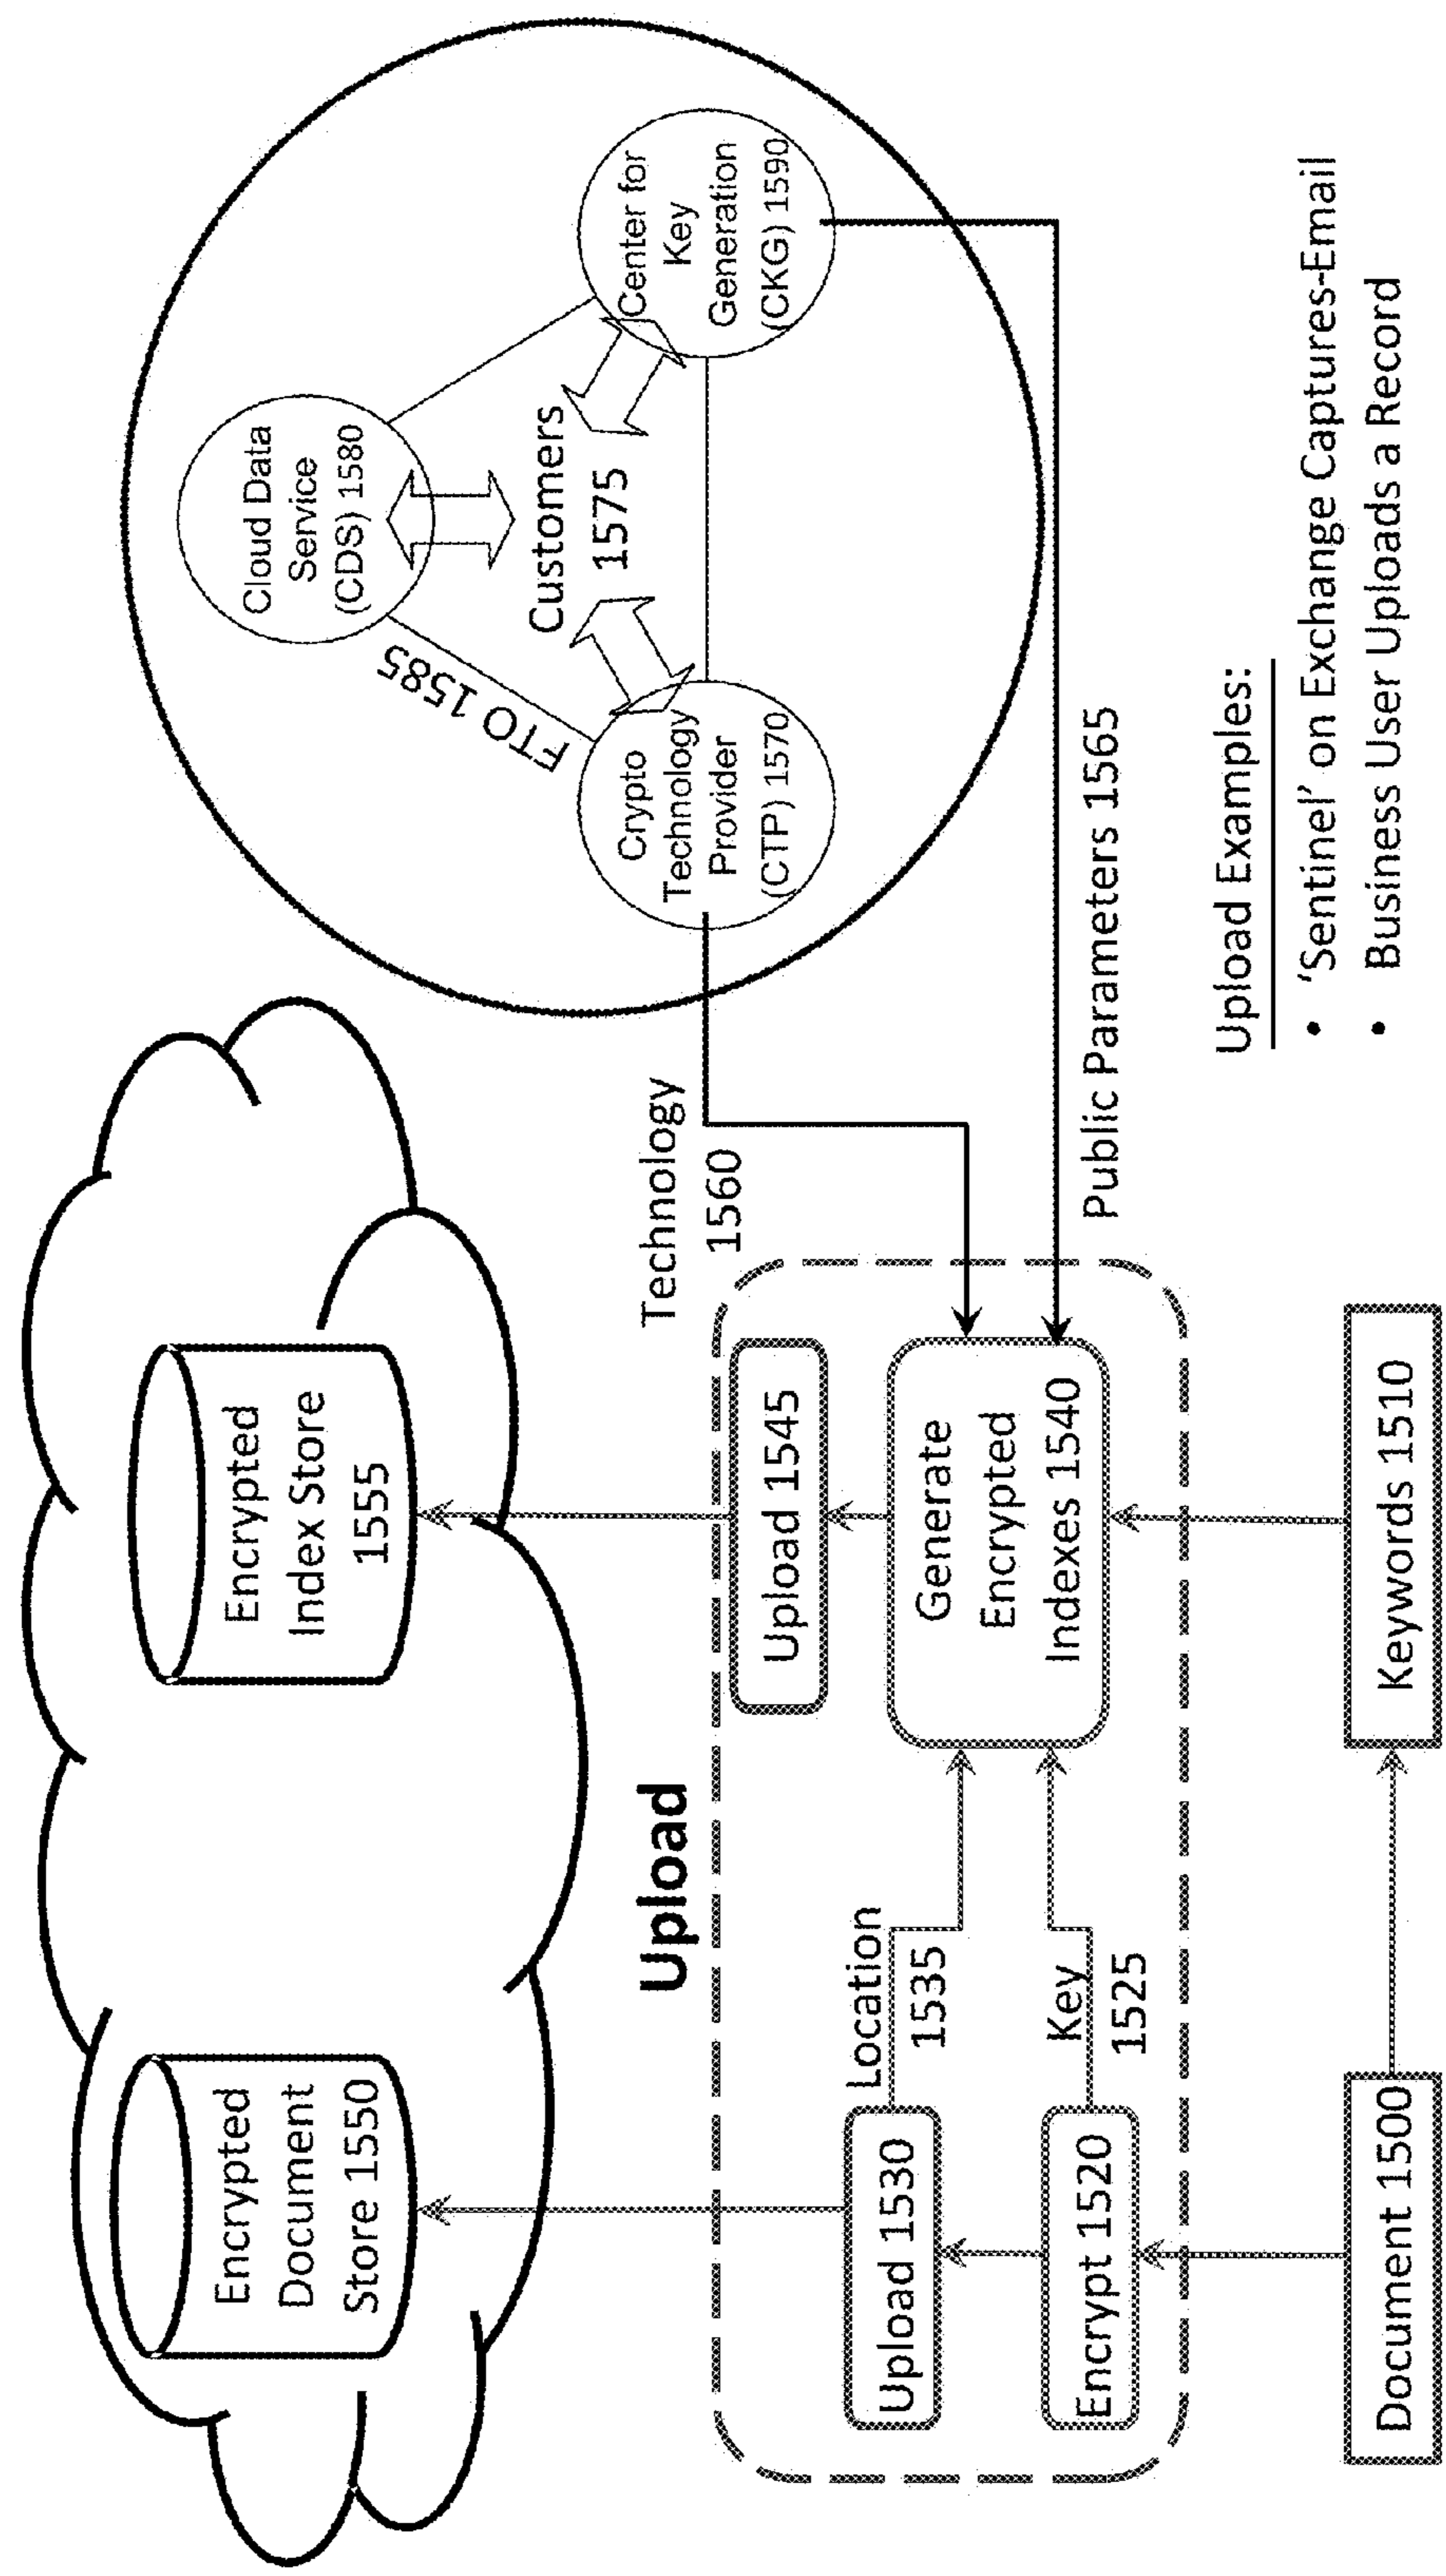 Encrypted
Document
Store 1550
Encrypted
Index Store
1555
Cloud Data
Service
(CDS) 1580
FTO 1585
Customers
1575
Crypto
Technology
Provider
(CTP) 1570
Center for
Key
Generation
(CKG) 1590
Upload
Technology
1560
Upload 1545
Upload 1530
Location
1535
Generate
Encrypted
Indexes 1540
Encrypt 1520
Key
1525
Public Parameters 1565
Document 1500
Keywords 1510
Upload Examples:
• 'Sentinel' on Exchange Captures-Email
• Business User Uploads a Record